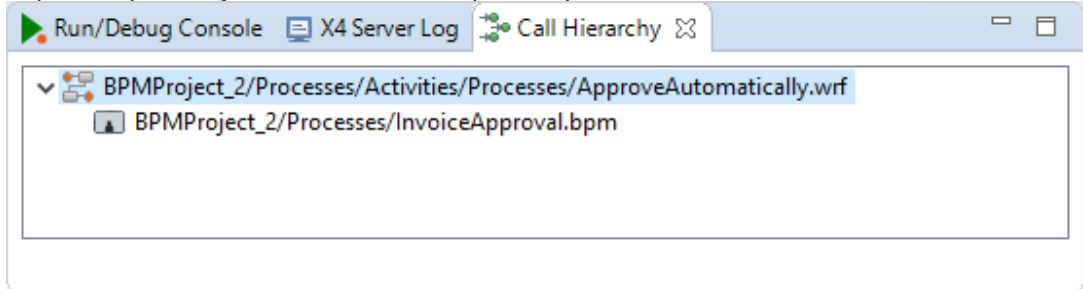 Run/Debug Console X4 Server Log Call Hierarchy
BPMProject_2/Processes/Activities/Processes/ApproveAutomatically.wrf
BPMProject_2/Processes/InvoiceApproval.bpm